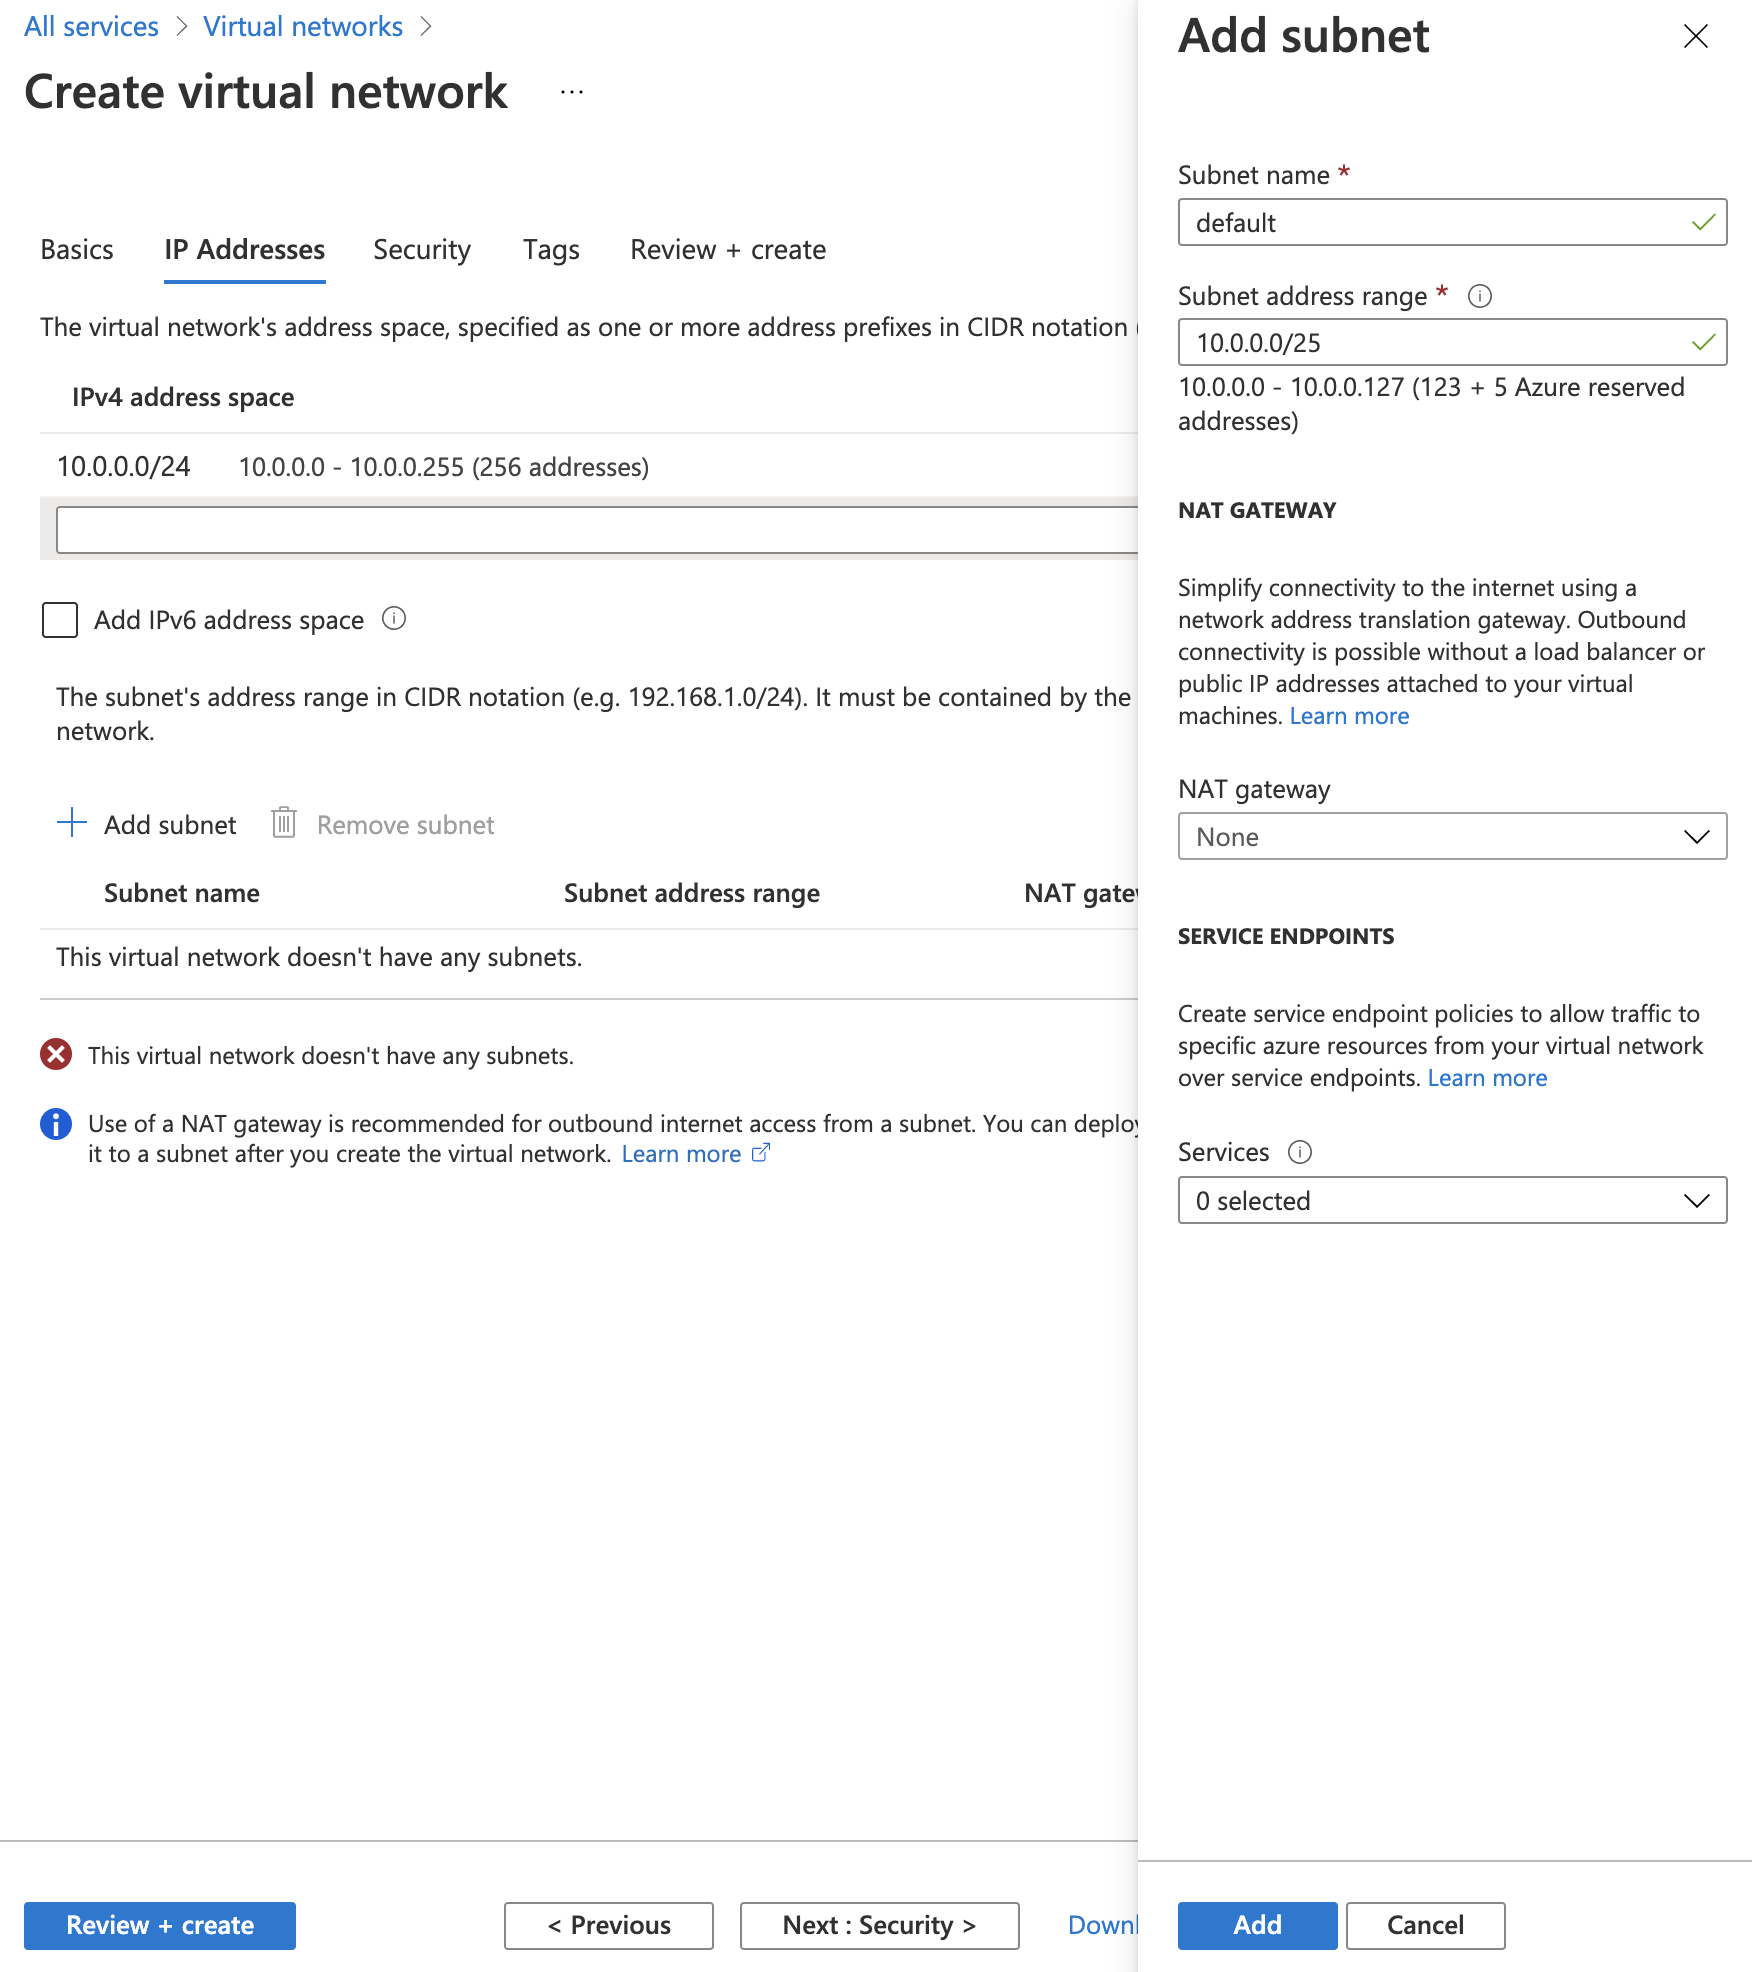 All services > Virtual networks >
Create virtual network ...
Basics IP Addresses Security Tags Review + create
The virtual network's address space, specified as one or more address prefixes in CIDR notation (
IPv4 address space
10.0.0.0/24 10.0.0.0 - 10.0.0.255 (256 addresses)
Add IPv6 address space
The subnet's address range in CIDR notation (e.g. 192.168.1.0/24). It must be contained by the
network.
Add subnet Remove subnet
Subnet name Subnet address range NAT
This virtual network doesn't have any subnets.
This virtual network doesn't have any subnets.
Use of a NAT gateway is recommended for outbound internet access from a subnet. You can deploy
it to a subnet after you create the virtual network. Learn more
Review + create < Previous Next : Security >
Add subnet
Subnet name *
default
Subnet address range *
10.0.0.0/25
10.0.0.0 - 10.0.0.127 (123 + 5 Azure reserved
addresses)
NAT GATEWAY
Simplify connectivity to the internet using a
network address translation gateway. Outbound
connectivity is possible without a load balancer or
public IP addresses attached to your virtual
machines. Learn more
NAT gateway
None
SERVICE ENDPOINTS
Create service endpoint policies to allow traffic to
specific azure resources from your virtual network
over service endpoints. Learn more
Services
0 selected
Add Cancel